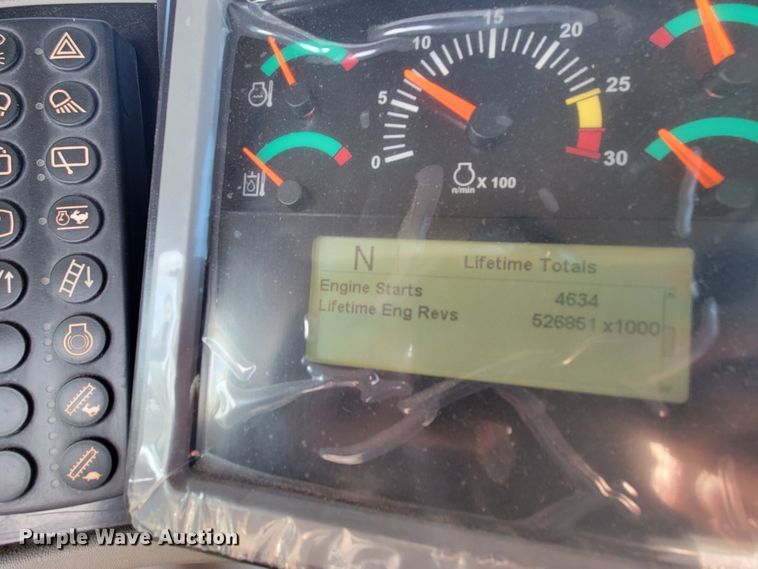 15
10
20
5
25
0
30
n/min X 100
N Lifetime Totals
Engine Starts 4634
Lifetime Eng Revs 526851 x1000
Purple Wave Auction